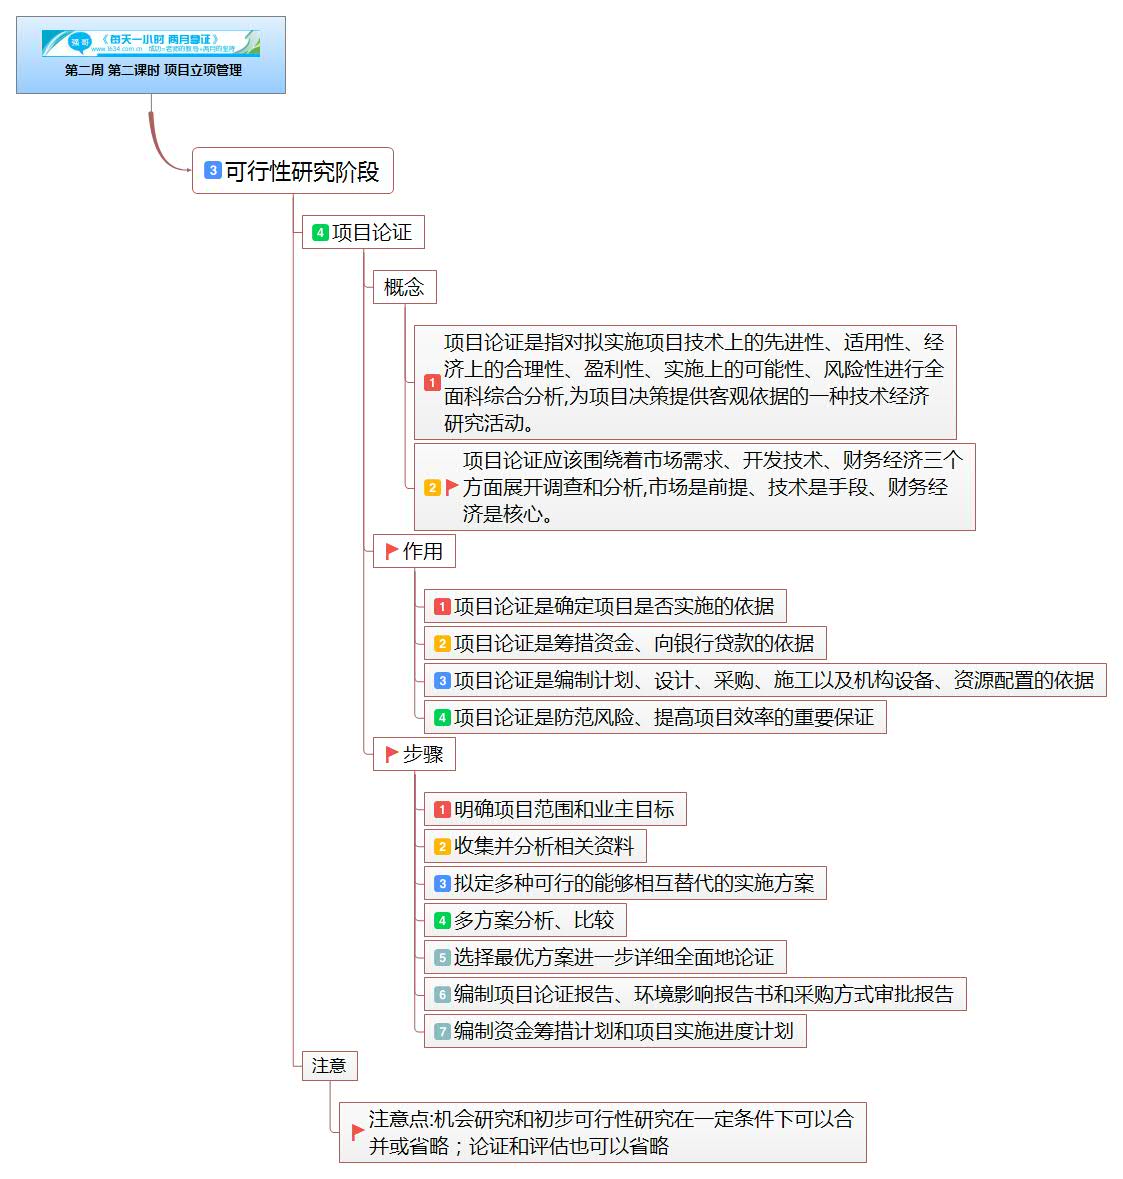 强哥
《每天一小时 两月拿证》
第二周 第二课时 项目立项管理
3 可行性研究阶段
4 项目论证
概念
项目论证是指对拟实施项目技术上的先进性、适用性、经
济上的合理性、盈利性、实施上的可能性、风险性进行全
1
面科综合分析,为项目决策提供客观依据的一种技术经济
研究活动。
项目论证应该围绕着市场需求、开发技术、财务经济三个
2 方面展开调查和分析,市场是前提、技术是手段、财务经
济是核心。
作用
1 项目论证是确定项目是否实施的依据
2 项目论证是筹措资金、向银行贷款的依据
3 项目论证是编制计划、设计、采购、施工以及机构设备、资源配置的依据
4 项目论证是防范风险、提高项目效率的重要保证
步骤
1 明确项目范围和业主目标
2 收集并分析相关资料
3 拟定多种可行的能够相互替代的实施方案
4 多方案分析、比较
5 选择最优方案进一步详细全面地论证
6 编制项目论证报告、环境影响报告书和采购方式审批报告
7 编制资金筹措计划和项目实施进度计划
注意
注意点:机会研究和初步可行性研究在一定条件下可以合
并或省略；论证和评估也可以省略